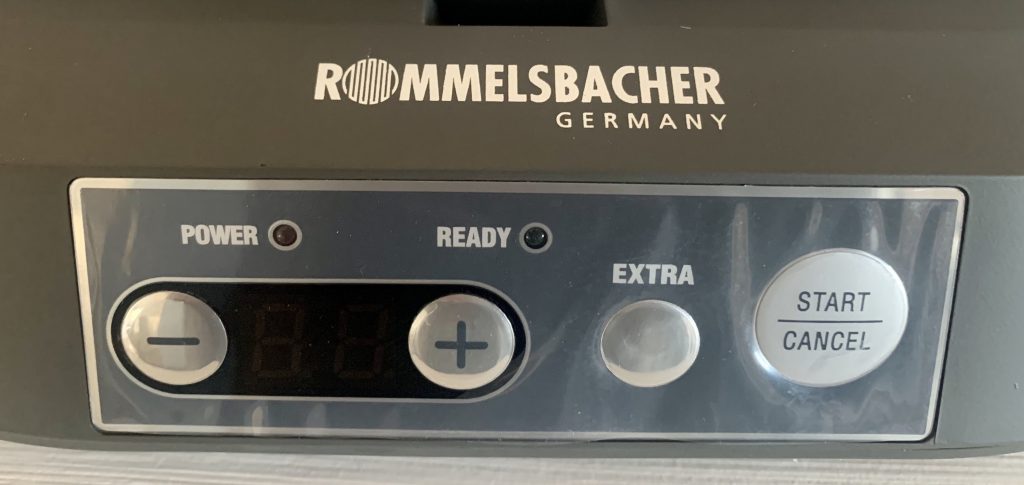 ROMMELSBACHER
GERMANY
POWER
READY
EXTRA
START
CANCEL
− +